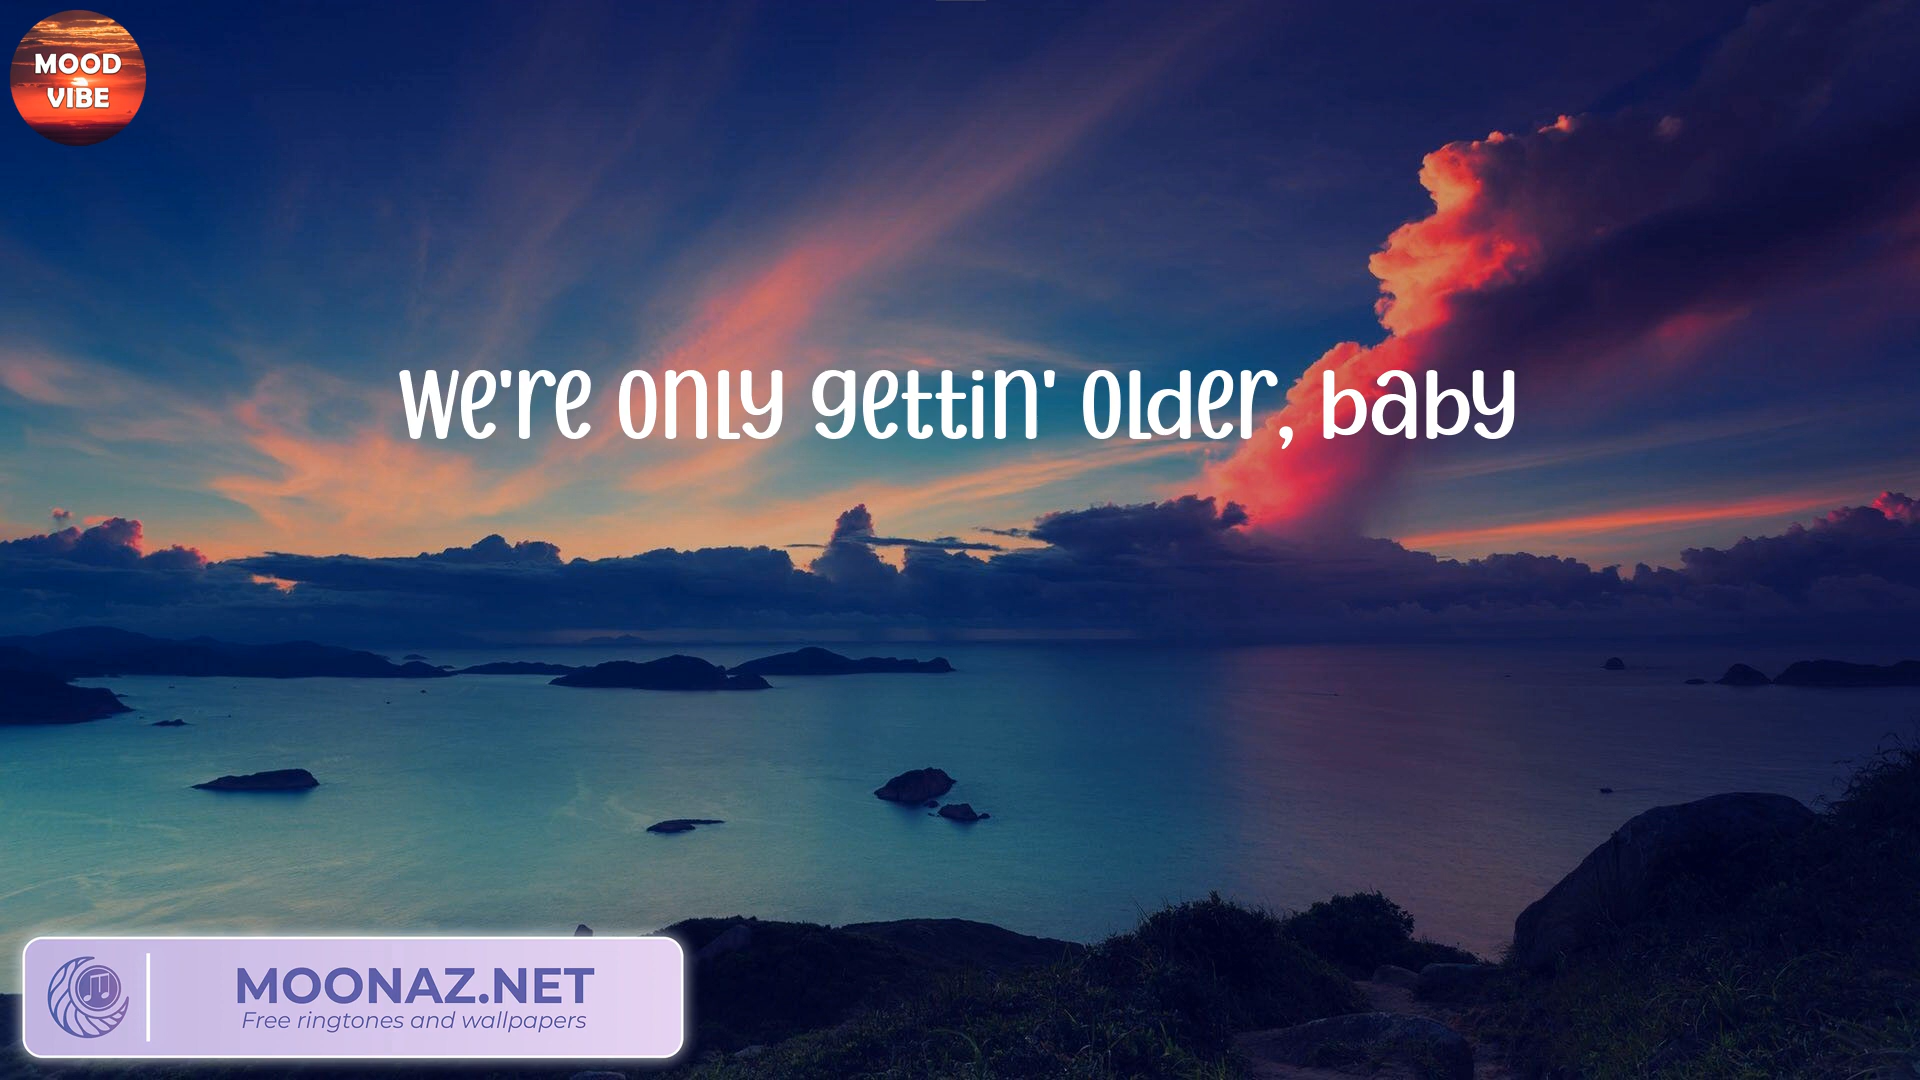 MOOD
VIBE
we're only gettin' older, baby
MOONAZ.NET
Free ringtones and wallpapers